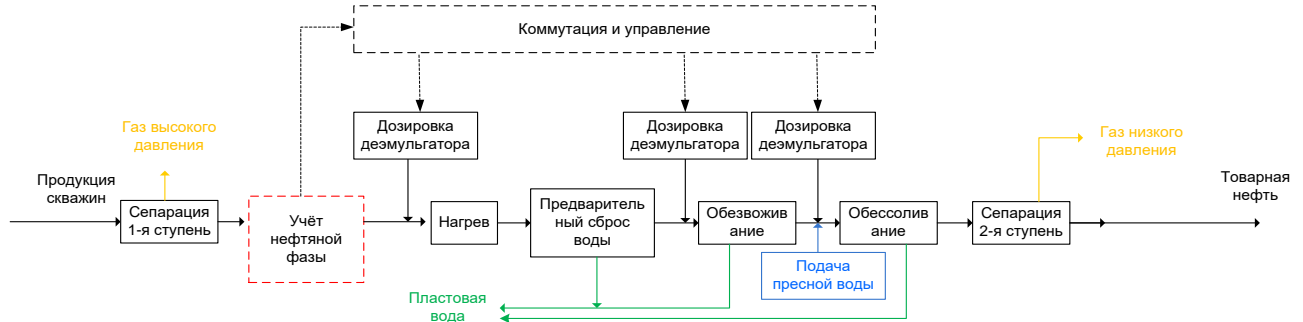 Коммутация и управление
Газ высокого
давления
Дозировка
деэмульгатора
Дозировка
деэмульгатора
Дозировка
деэмульгатора
Газ низкого
давления
Продукция
скважин
Товарная
нефть
Сепарация
1-я ступень
Учёт
нефтяной
фазы
Нагрев
Предваритель
ный сброс
воды
Обезвожив
ание
Обессолив
ание
Сепарация
2-я ступень
Подача
пресной воды
Пластовая
вода